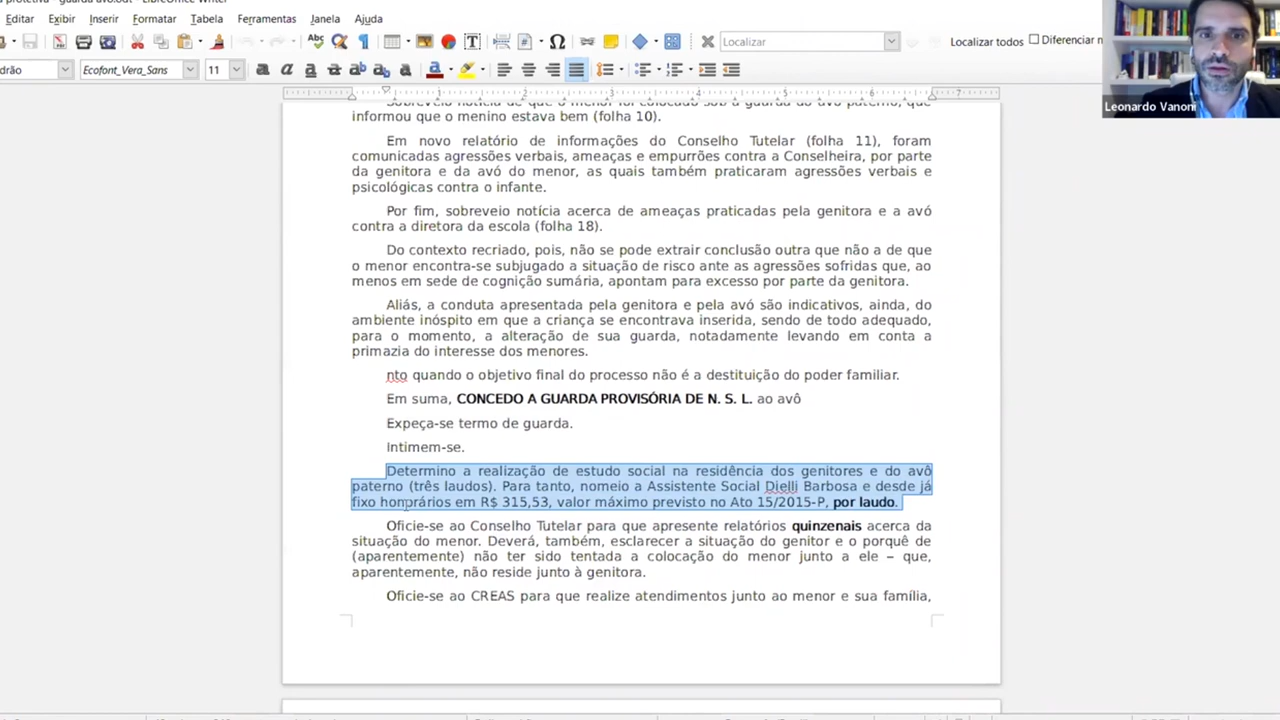 Editar Exibir Inserir Formatar Tabela Ferramentas Janela Ajuda
Localizar Localizar todos Diferenciar
drão Ecofont_Vera_Sans 11
Leonardo Vanoni
1 2 3 4 5 6 7
informou que o menino estava bem (folha 10).
Em novo relatório de informações do Conselho Tutelar (folha 11), foram
comunicadas agressões verbais, ameaças e empurrões contra a Conselheira, por parte
da genitora e da avó do menor, as quais também praticaram agressões verbais e
psicológicas contra o infante.
Por fim, sobreveio notícia acerca de ameaças praticadas pela genitora e a avó
contra a diretora da escola (folha 18).
Do contexto recriado, pois, não se pode extrair conclusão outra que não a de que
o menor encontra-se subjugado a situação de risco ante as agressões sofridas que, ao
menos em sede de cognição sumária, apontam para excesso por parte da genitora.
Aliás, a conduta apresentada pela genitora e pela avó são indicativos, ainda, do
ambiente inóspito em que a criança se encontrava inserida, sendo de todo adequado,
para o momento, a alteração de sua guarda, notadamente levando em conta a
primazia do interesse dos menores.
nto quando o objetivo final do processo não é a destituição do poder familiar.
Em suma, CONCEDO A GUARDA PROVISÓRIA DE N. S. L. ao avô
Expeça-se termo de guarda.
Intimem-se.
Determino a realização de estudo social na residência dos genitores e do avô
paterno (três laudos). Para tanto, nomeio a Assistente Social Dielli Barbosa e desde já
fixo honorários em R$ 315,53, valor máximo previsto no Ato 15/2015-P, por laudo.
Oficie-se ao Conselho Tutelar para que apresente relatórios quinzenais acerca da
situação do menor. Deverá, também, esclarecer a situação do genitor e o porquê de
(aparentemente) não ter sido tentada a colocação do menor junto a ele – que,
aparentemente, não reside junto à genitora.
Oficie-se ao CREAS para que realize atendimentos junto ao menor e sua família,